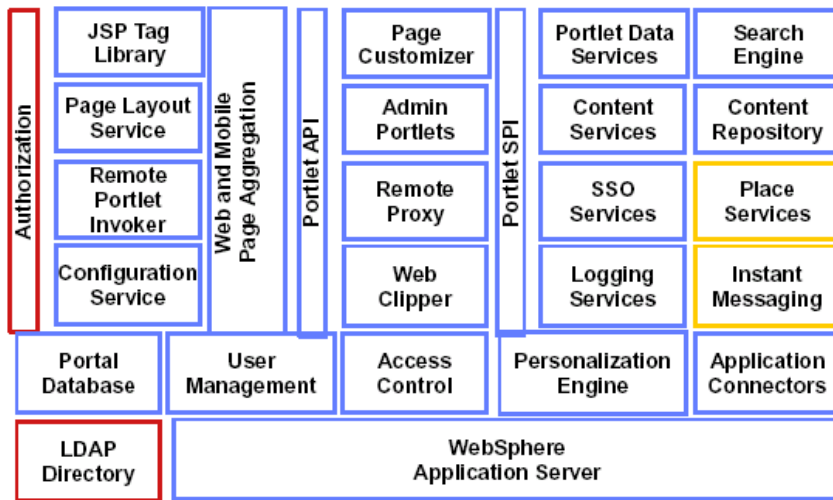 Authorization
JSP Tag
Library
Page Layout
Service
Remote
Portlet
Invoker
Configuration
Service
Web and Mobile
Page Aggregation
Portlet API
Page
Customizer
Admin
Portlets
Remote
Proxy
Web
Clipper
Portlet SPI
Portlet Data
Services
Content
Services
SSO
Services
Logging
Services
Search
Engine
Content
Repository
Place
Services
Instant
Messaging
Portal
Database
User
Management
Access
Control
Personalization
Engine
Application
Connectors
LDAP
Directory
WebSphere
Application Server